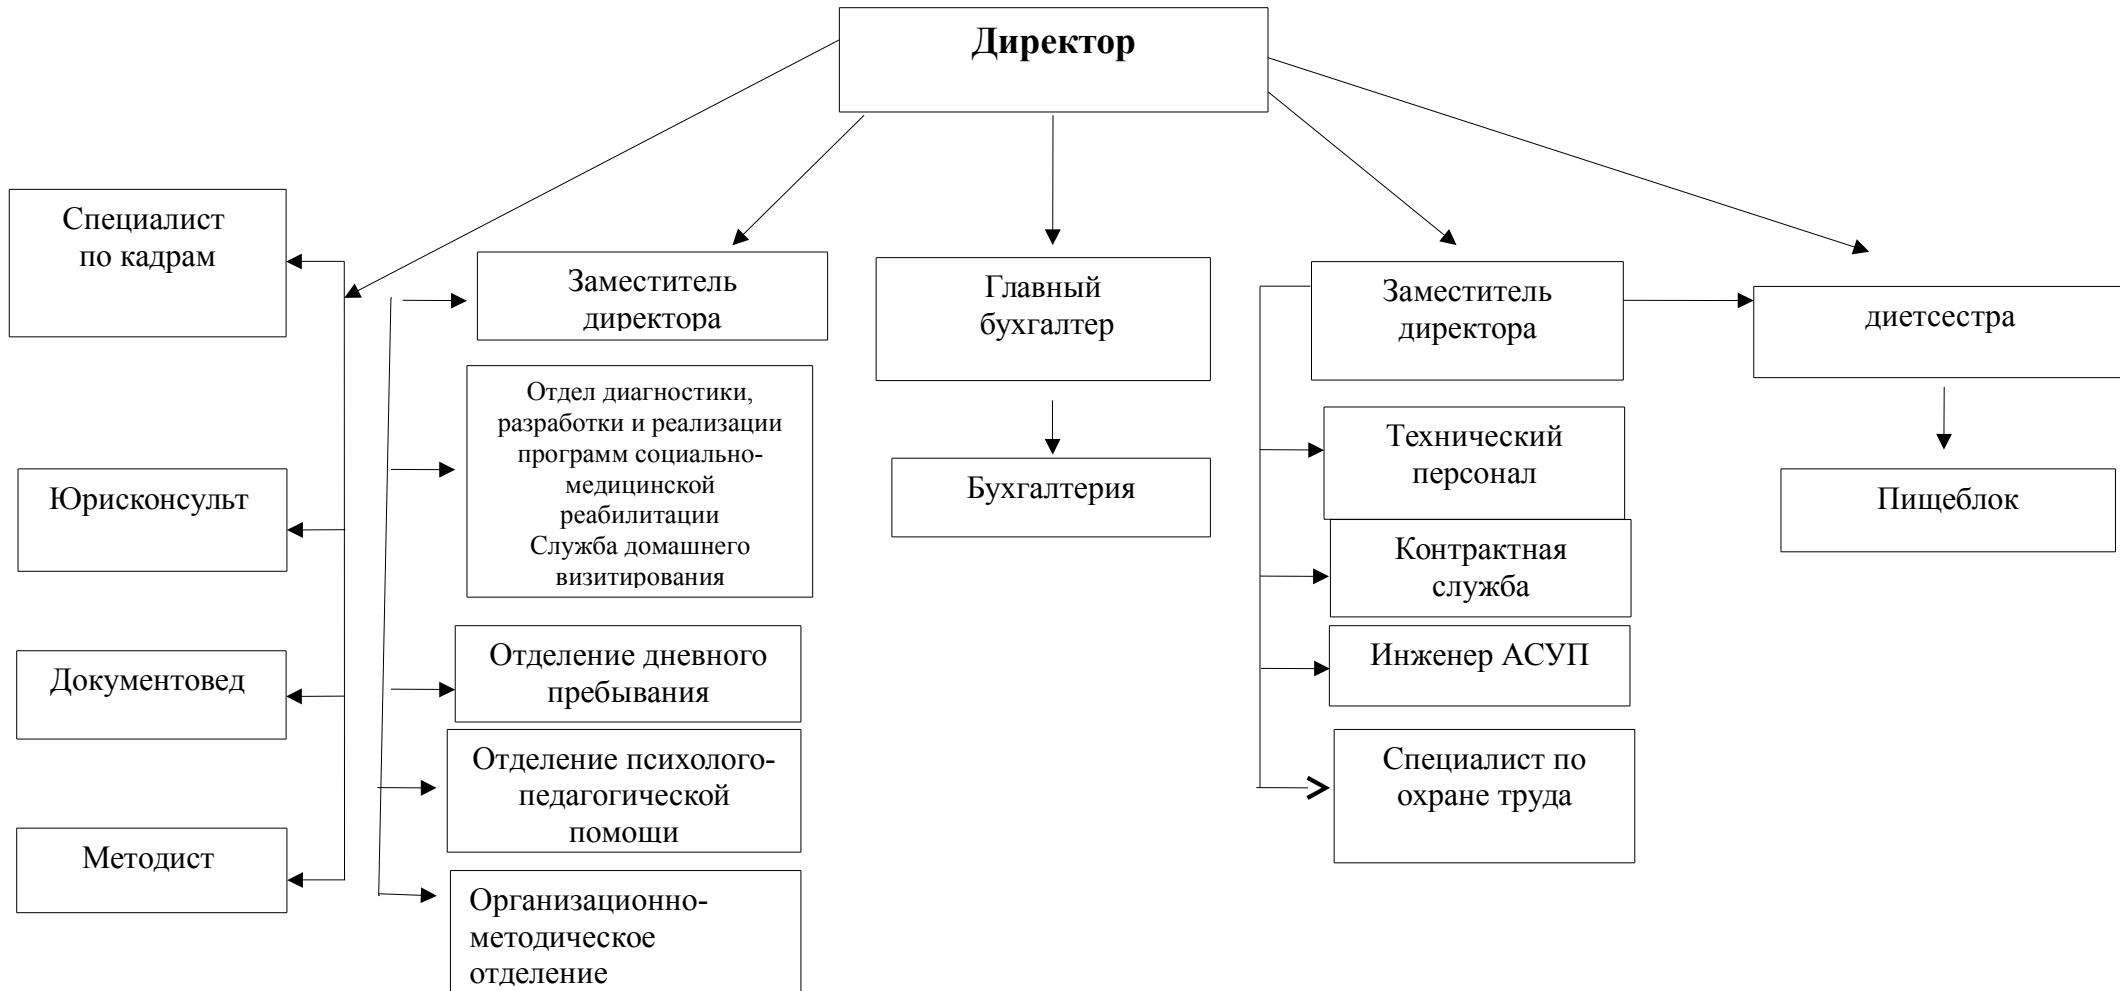 Директор
Специалист
по кадрам
Юрисконсульт
Документовед
Методист
Заместитель
директора
Отдел диагностики,
разработки и реализации
программ социально-
медицинской
реабилитации
Служба домашнего
визитирования
Отделение дневного
пребывания
Отделение психолого-
педагогической
помощи
Организационно-
методическое
отделение
Главный
бухгалтер
Бухгалтерия
Заместитель
директора
Технический
персонал
Контрактная
служба
Инженер АСУП
Специалист по
охране труда
диетсестра
Пищеблок